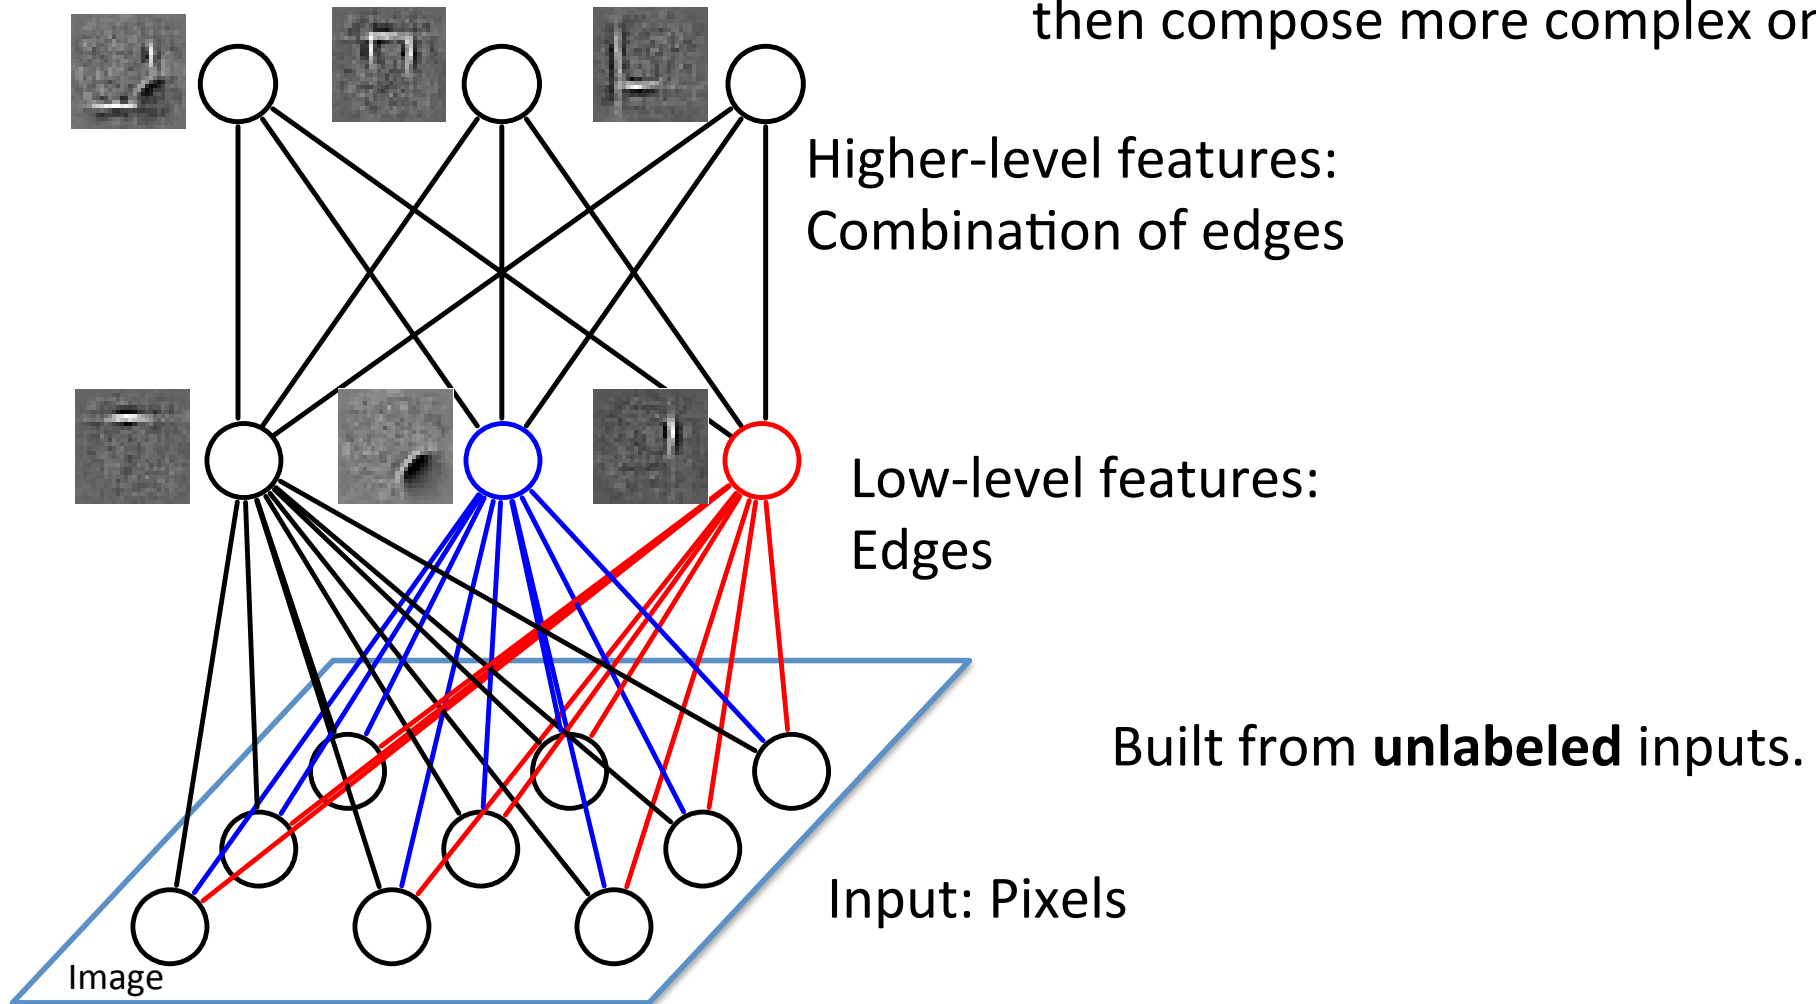 then compose more complex
Higher-level features:
Combination of edges
Low-level features:
Edges
Built from unlabeled inputs.
Input: Pixels
Image